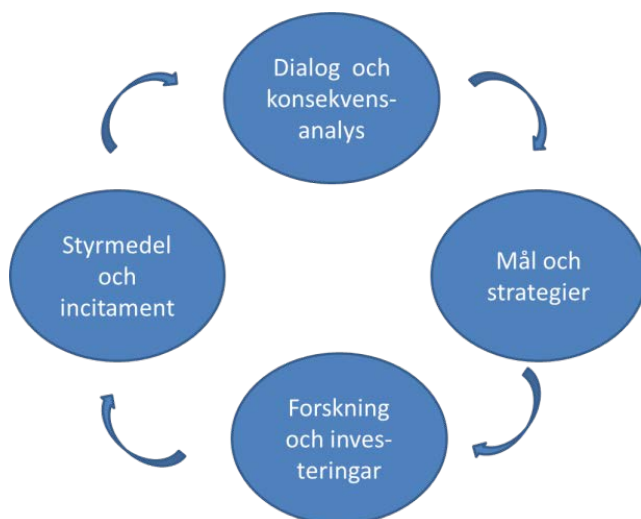 Dialog och
konsekvens-
analys
Styrmedel
och
incitament
Mål och
strategier
Forskning
och inves-
teringar